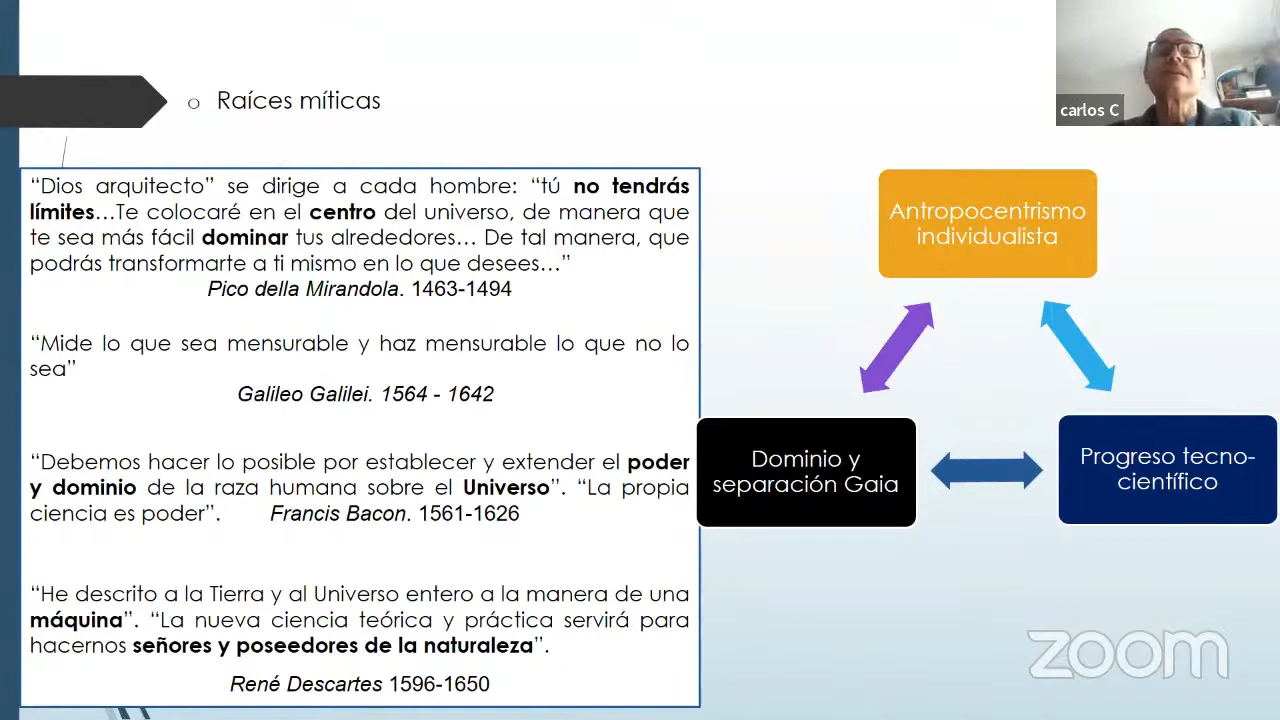 Raíces míticas
carlos C
“Dios arquitecto” se dirige a cada hombre: “tú no tendrás
límites…Te colocaré en el centro del universo, de manera que
te sea más fácil dominar tus alrededores… De tal manera, que
podrás transformarte a ti mismo en lo que desees…”
Pico della Mirandola. 1463-1494
“Mide lo que sea mensurable y haz mensurable lo que no lo
sea”
Galileo Galilei. 1564 - 1642
“Debemos hacer lo posible por establecer y extender el poder
y dominio de la raza humana sobre el Universo”. “La propia
ciencia es poder”. Francis Bacon. 1561-1626
“He descrito a la Tierra y al Universo entero a la manera de una
máquina”. “La nueva ciencia teórica y práctica servirá para
hacernos señores y poseedores de la naturaleza”.
René Descartes 1596-1650
Antropocentrismo
individualista
Dominio y
separación Gaia
Progreso tecno-
científico
zoom